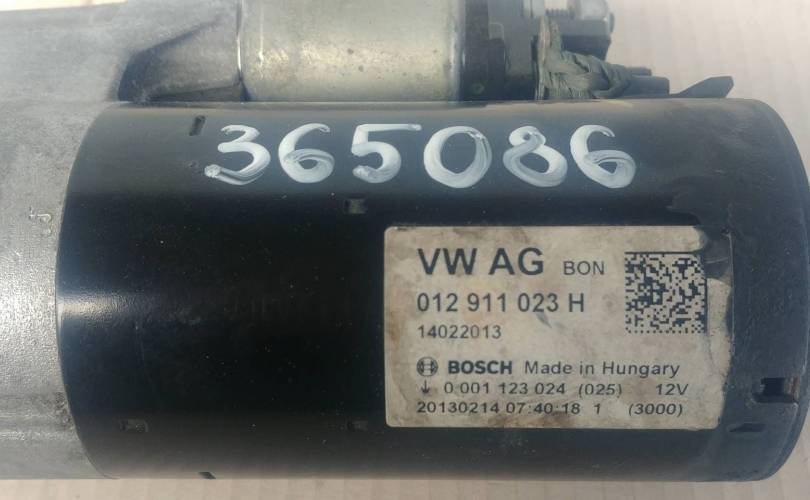 365086
VW AG BON
012 911 023 H
14022013
BOSCH Made in Hungary
0 001 123 024 (025) 12V
20130214 07:40:18 1 (3000)